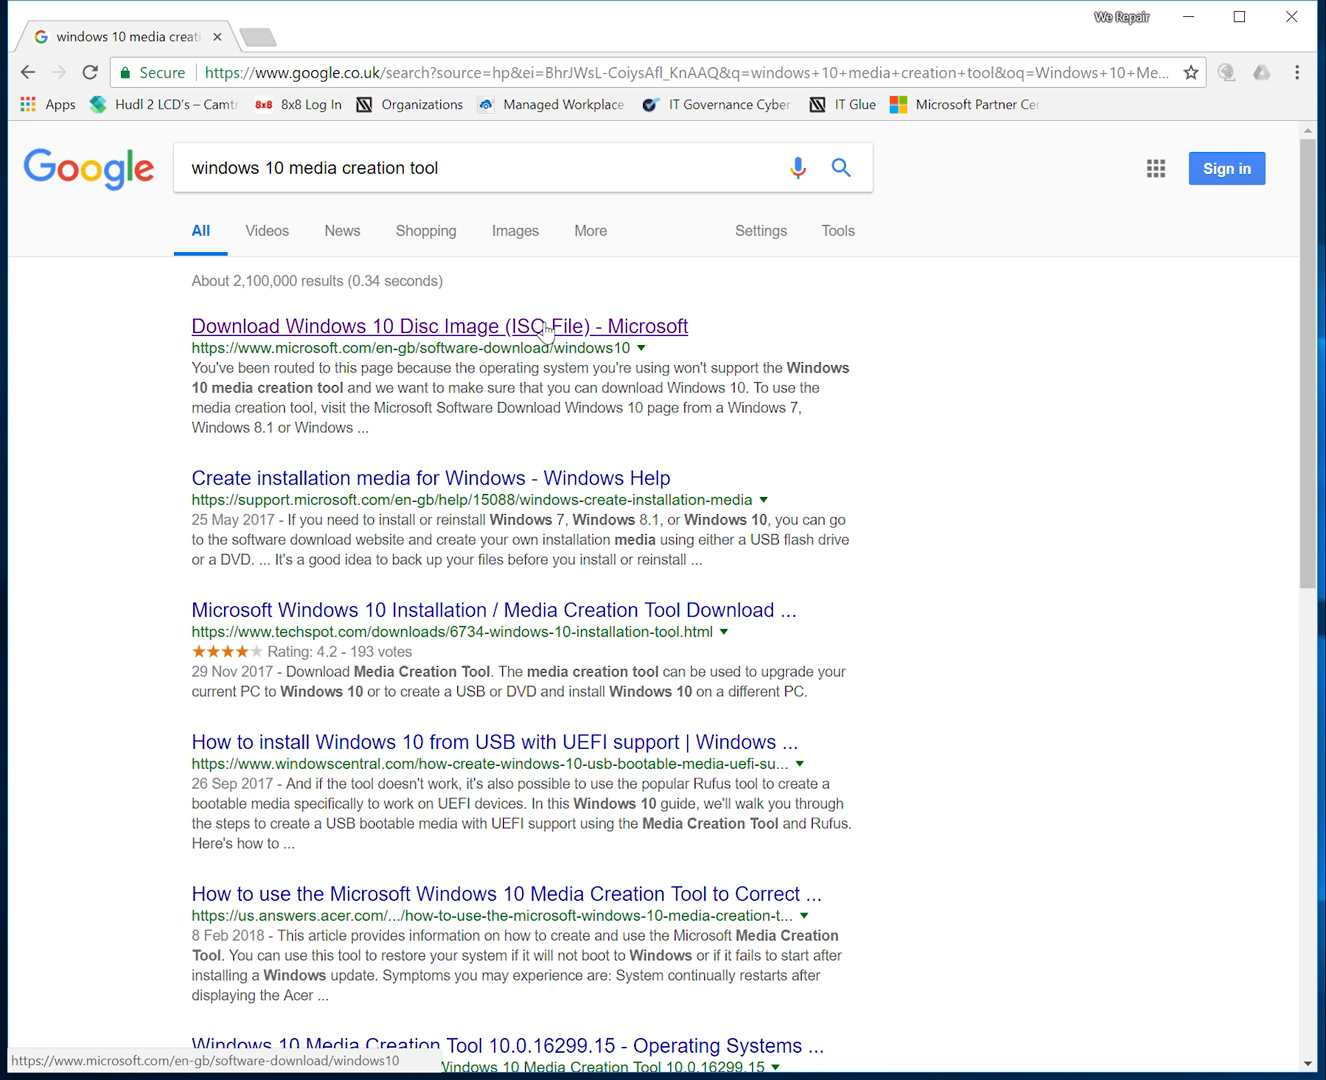 We Repair
windows 10 media creati
Secure https://www.google.co.uk/search?source=hp&ei=BhrJWsL-CoiysAfl_KnAAQ&q=windows+10+media+creation+tool&oq=Windows+10+Me...
Apps Hudl 2 LCD's – Camtr 8x8 8x8 Log In Organizations Managed Workplace IT Governance Cyber IT Glue Microsoft Partner Cer
Google windows 10 media creation tool Sign in
All Videos News Shopping Images More Settings Tools
About 2,100,000 results (0.34 seconds)
Download Windows 10 Disc Image (ISO File) - Microsoft
https://www.microsoft.com/en-gb/software-download/windows10
You've been routed to this page because the operating system you're using won't support the Windows
10 media creation tool and we want to make sure that you can download Windows 10. To use the
media creation tool, visit the Microsoft Software Download Windows 10 page from a Windows 7,
Windows 8.1 or Windows ...
Create installation media for Windows - Windows Help
https://support.microsoft.com/en-gb/help/15088/windows-create-installation-media
25 May 2017 - If you need to install or reinstall Windows 7, Windows 8.1, or Windows 10, you can go
to the software download website and create your own installation media using either a USB flash drive
or a DVD. ... It's a good idea to back up your files before you install or reinstall ...
Microsoft Windows 10 Installation / Media Creation Tool Download ...
https://www.techspot.com/downloads/6734-windows-10-installation-tool.html
Rating: 4.2 - 193 votes
29 Nov 2017 - Download Media Creation Tool. The media creation tool can be used to upgrade your
current PC to Windows 10 or to create a USB or DVD and install Windows 10 on a different PC.
How to install Windows 10 from USB with UEFI support | Windows ...
https://www.windowscentral.com/how-create-windows-10-usb-bootable-media-uefi-su...
26 Sep 2017 - And if the tool doesn't work, it's also possible to use the popular Rufus tool to create a
bootable media specifically to work on UEFI devices. In this Windows 10 guide, we'll walk you through
the steps to create a USB bootable media with UEFI support using the Media Creation Tool and Rufus.
Here's how to ...
How to use the Microsoft Windows 10 Media Creation Tool to Correct ...
https://us.answers.acer.com/.../how-to-use-the-microsoft-windows-10-media-creation-t...
8 Feb 2018 - This article provides information on how to create and use the Microsoft Media Creation
Tool. You can use this tool to restore your system if it will not boot to Windows or if it fails to start after
installing a Windows update. Symptoms you may experience are: System continually restarts after
displaying the Acer ...
Windows 10 Media Creation Tool 10.0.16299.15 - Operating Systems ...
https://www.microsoft.com/en-gb/software-download/windows10 Windows 10 Media Creation Tool 10.0.16299.15